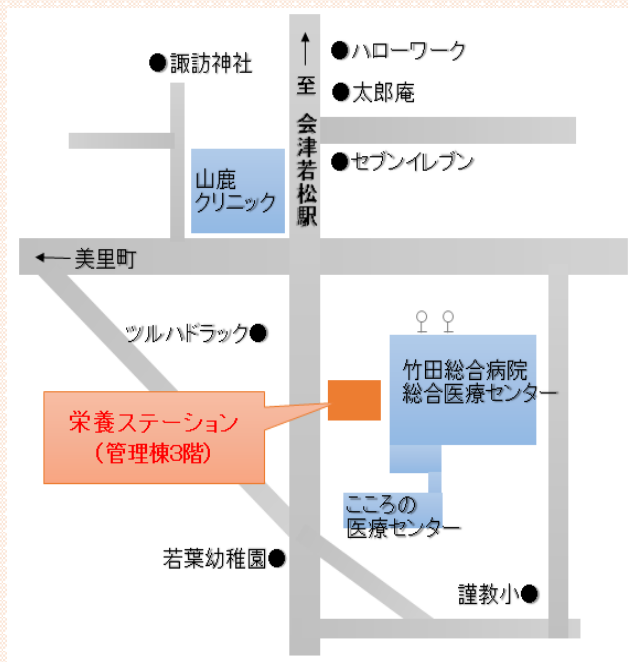 ●諏訪神社
●ハローワーク
●太郎庵
●セブンイレブン
↑至 会津若松駅
山鹿
クリニック
←美里町
ツルハドラック●
竹田総合病院
総合医療センター
栄養ステーション
(管理棟3階)
こころの
医療センター
若葉幼稚園●
謹教小●